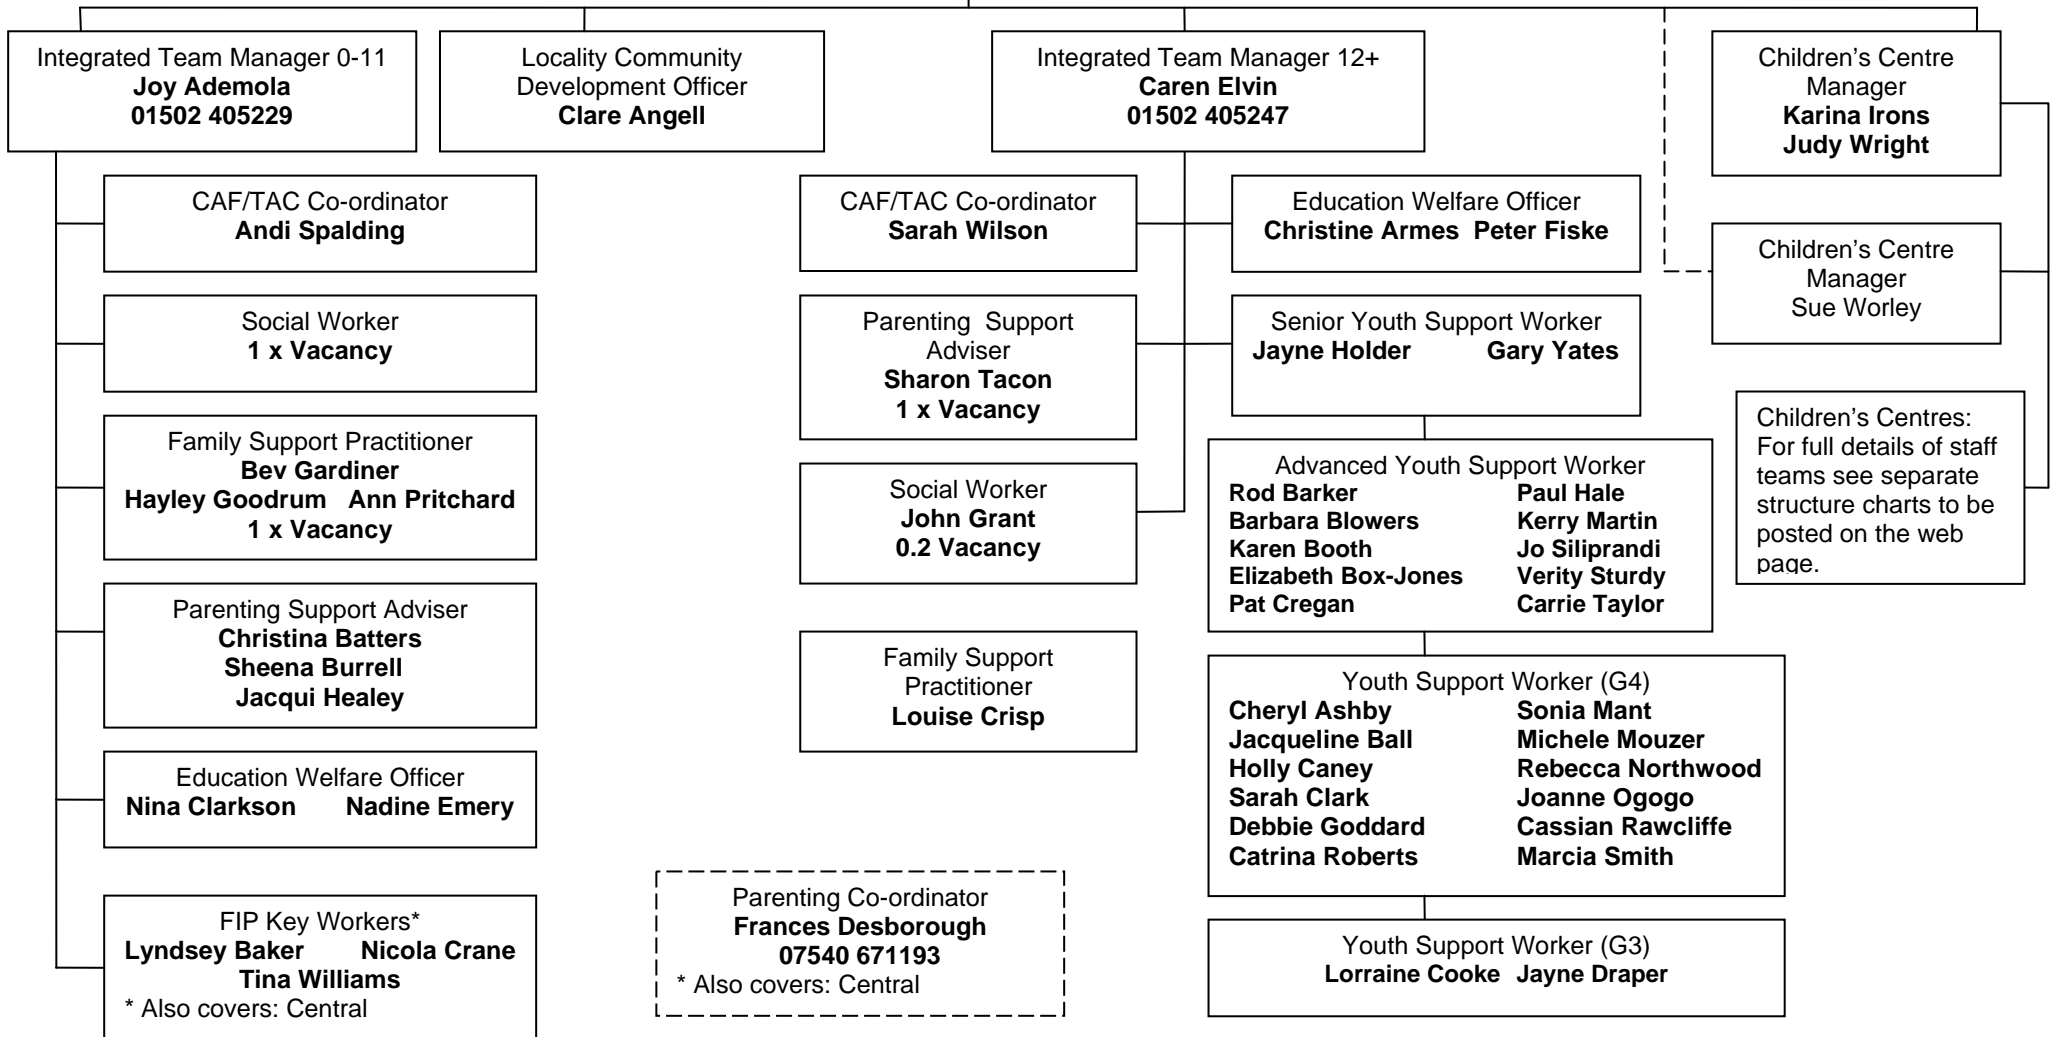 Integrated Team Manager 0-11
Joy Ademola
01502 405229
Locality Community
Development Officer
Clare Angell
Integrated Team Manager 12+
Caren Elvin
01502 405247
Children's Centre
Manager
Karina Irons
Judy Wright
CAF/TAC Co-ordinator
Andi Spalding
Social Worker
1 x Vacancy
Family Support Practitioner
Bev Gardiner
Hayley Goodrum Ann Pritchard
1 x Vacancy
Parenting Support Adviser
Christina Batters
Sheena Burrell
Jacqui Healey
Education Welfare Officer
Nina Clarkson Nadine Emery
FIP Key Workers*
Lyndsey Baker Nicola Crane
Tina Williams
* Also covers: Central
CAF/TAC Co-ordinator
Sarah Wilson
Parenting Support
Adviser
Sharon Tacon
1 x Vacancy
Social Worker
John Grant
0.2 Vacancy
Family Support
Practitioner
Louise Crisp
Parenting Co-ordinator
Frances Desborough
07540 671193
* Also covers: Central
Education Welfare Officer
Christine Armes Peter Fiske
Senior Youth Support Worker
Jayne Holder Gary Yates
Advanced Youth Support Worker
Rod Barker Paul Hale
Barbara Blowers Kerry Martin
Karen Booth Jo Siliprandi
Elizabeth Box-Jones Verity Sturdy
Pat Cregan Carrie Taylor
Youth Support Worker (G4)
Cheryl Ashby Sonia Mant
Jacqueline Ball Michele Mouzer
Holly Caney Rebecca Northwood
Sarah Clark Joanne Ogogo
Debbie Goddard Cassian Rawcliffe
Catrina Roberts Marcia Smith
Youth Support Worker (G3)
Lorraine Cooke Jayne Draper
Children's Centre
Manager
Sue Worley
Children's Centres:
For full details of staff
teams see separate
structure charts to be
posted on the web
page.